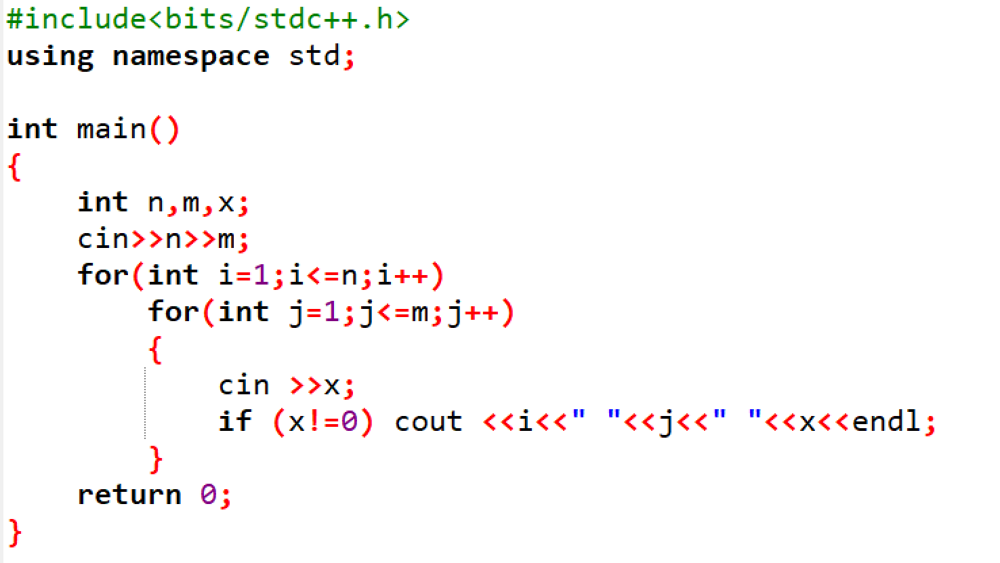 #include<bits/stdc++.h>
using namespace std;

int main()
{
    int n,m,x;
    cin>>n>>m;
    for(int i=1;i<=n;i++)
        for(int j=1;j<=m;j++)
        {
            cin >>x;
            if (x!=0) cout <<i<<" "<<j<<" "<<x<<endl;
        }
    return 0;
}